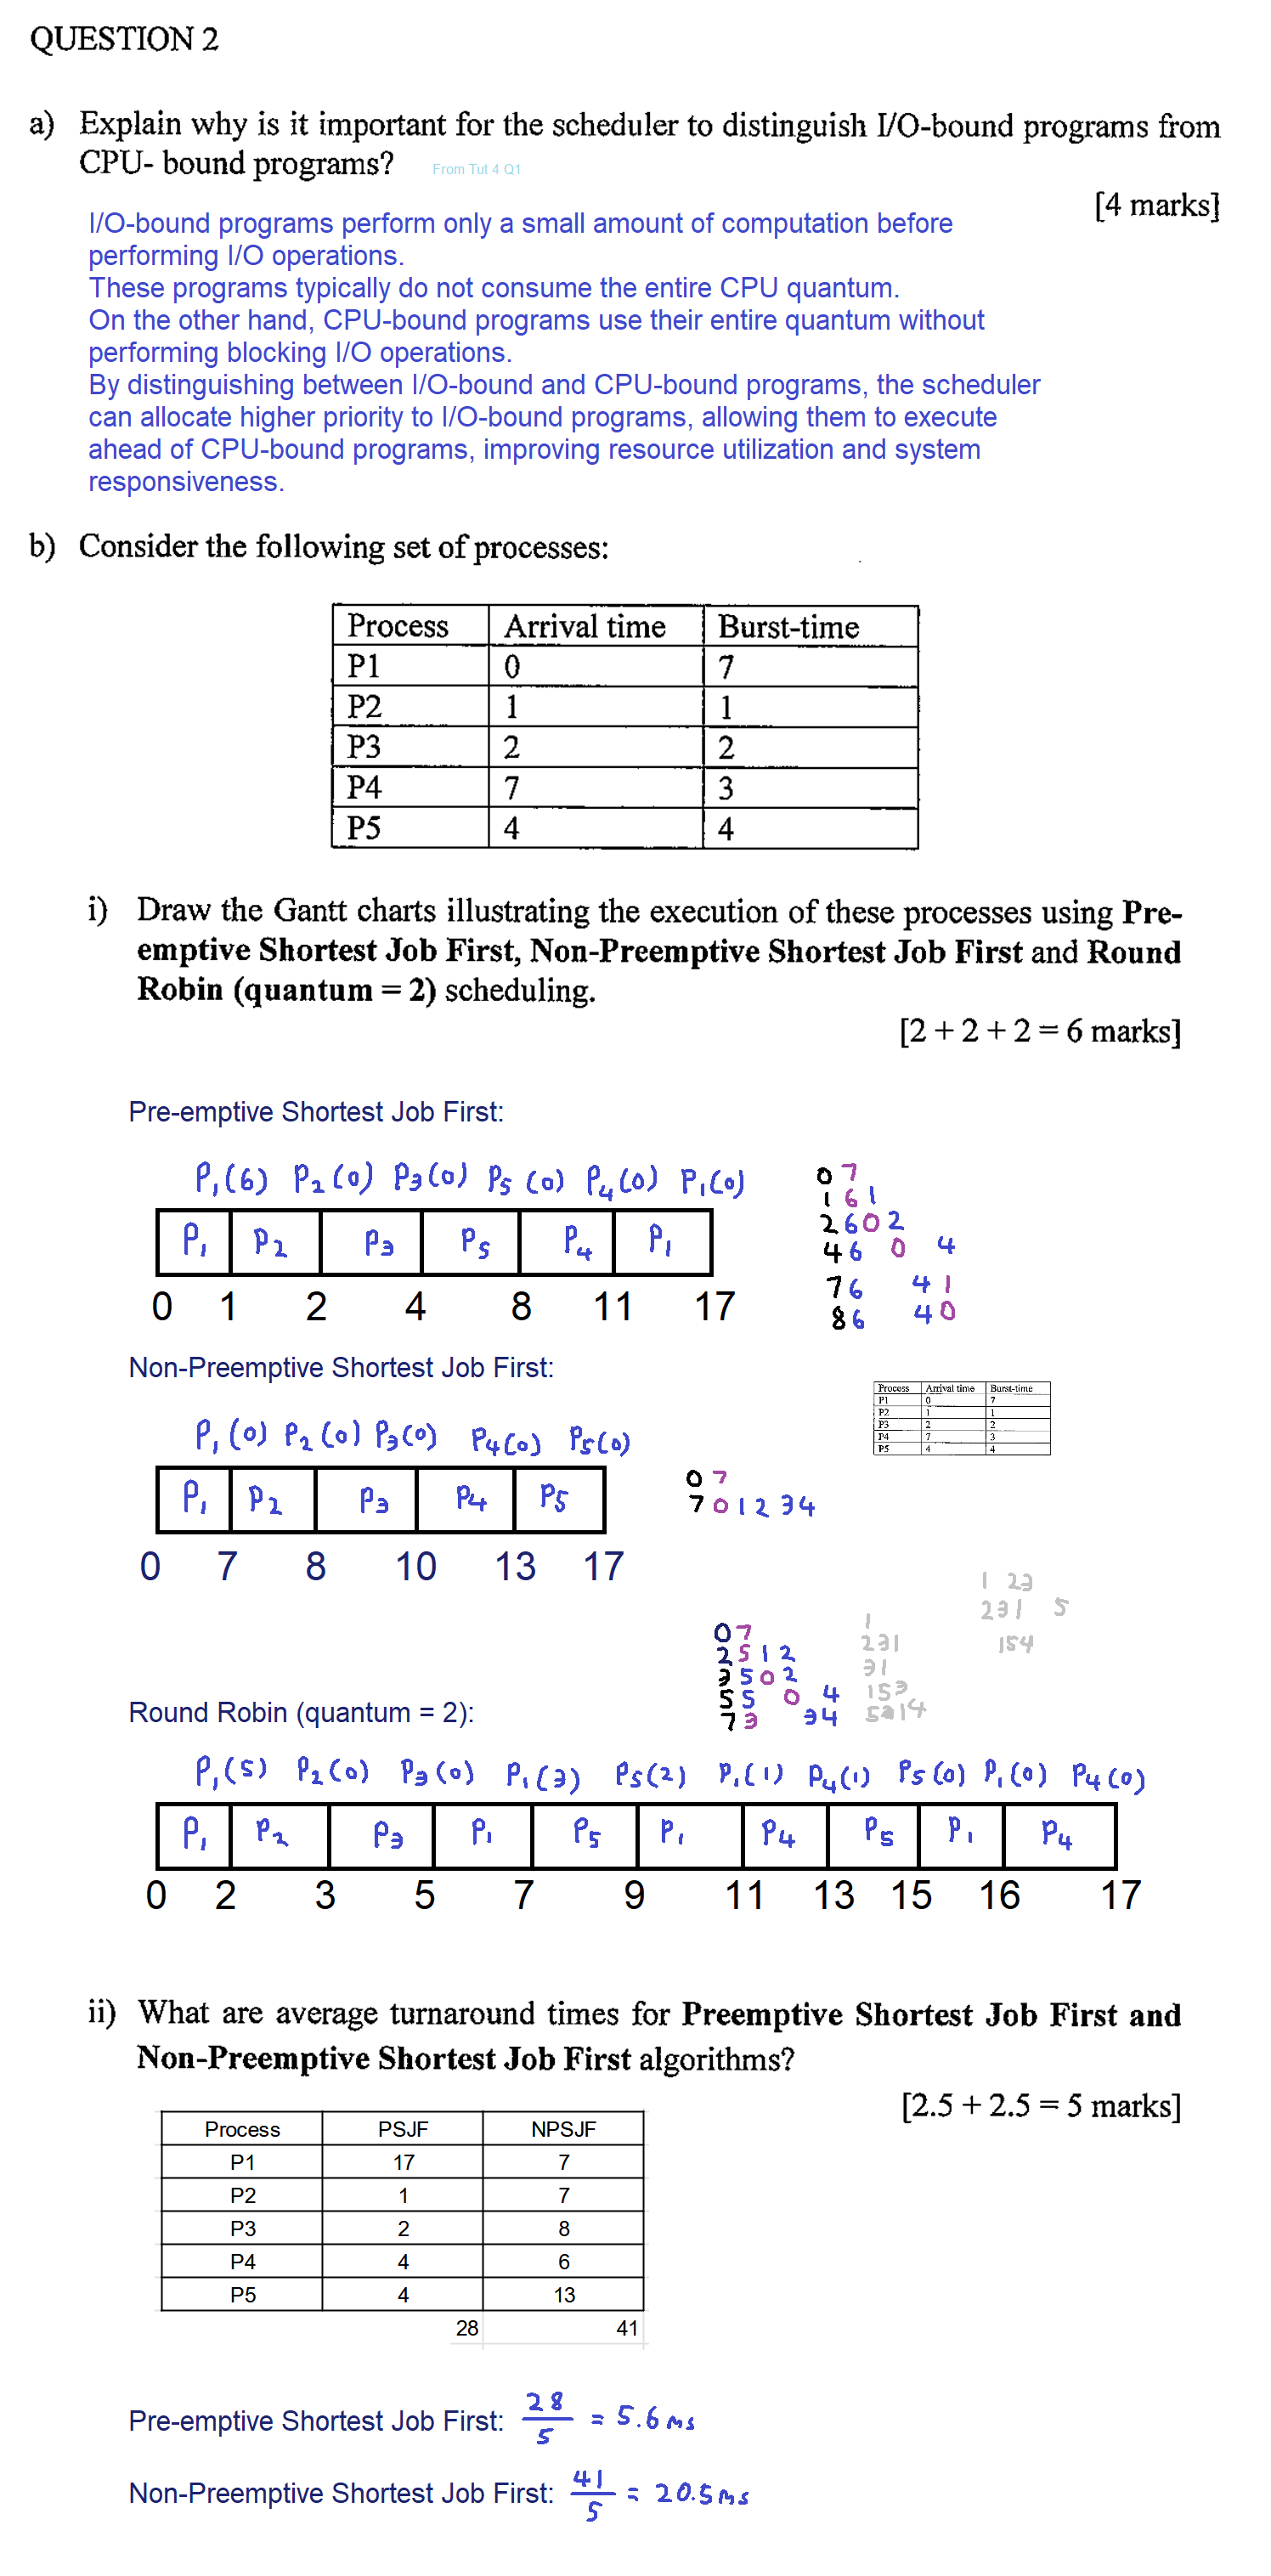 QUESTION 2
a) Explain why is it important for the scheduler to distinguish I/O-bound programs from
CPU- bound programs? From Tut 4 Q1
[4 marks]
I/O-bound programs perform only a small amount of computation before
performing I/O operations.
These programs typically do not consume the entire CPU quantum.
On the other hand, CPU-bound programs use their entire quantum without
performing blocking I/O operations.
By distinguishing between I/O-bound and CPU-bound programs, the scheduler
can allocate higher priority to I/O-bound programs, allowing them to execute
ahead of CPU-bound programs, improving resource utilization and system
responsiveness.
b) Consider the following set of processes:
Process Arrival time Burst-time
P1 0 7
P2 1 1
P3 2 2
P4 7 3
P5 4 4
i) Draw the Gantt charts illustrating the execution of these processes using Pre-
emptive Shortest Job First, Non-Preemptive Shortest Job First and Round
Robin (quantum = 2) scheduling.
[2 + 2 + 2 = 6 marks]
Pre-emptive Shortest Job First:
P1(6) P2(0) P3(0) P5(0) P4(0) P1(0)
P1 P2 P3 P5 P4 P1
0 1 2 4 8 11 17
0 7
1 6 1
2 6 0 2
4 6 0 4
7 6 4 1
8 6 4 0
Non-Preemptive Shortest Job First:
Process Arrival time Burst-time
P1 0 7
P2 1 1
P3 2 2
P4 7 3
P5 4 4
P1(0) P2(0) P3(0) P4(0) P5(0)
P1 P2 P3 P4 P5
0 7 8 10 13 17
0 7
7 0 1 2 3 4
1 23
231 5
154
0 7
2 5 1 2
3 5 0 2
5 5 0 4
7 3 3 4
1
231
31
153
Round Robin (quantum = 2):
P1(5) P2(0) P3(0) P1(3) P5(2) P1(1) P4(1) P5(0) P1(0) P4(0)
P1 P2 P3 P1 P5 P1 P4 P5 P1 P4
0 2 3 5 7 9 11 13 15 16 17
ii) What are average turnaround times for Preemptive Shortest Job First and
Non-Preemptive Shortest Job First algorithms?
[2.5 + 2.5 = 5 marks]
Process PSJF NPSJF
P1 17 7
P2 1 7
P3 2 8
P4 4 6
P5 4 13
28 41
Pre-emptive Shortest Job First: 28/5 = 5.6ms
Non-Preemptive Shortest Job First: 41/5 = 20.5ms